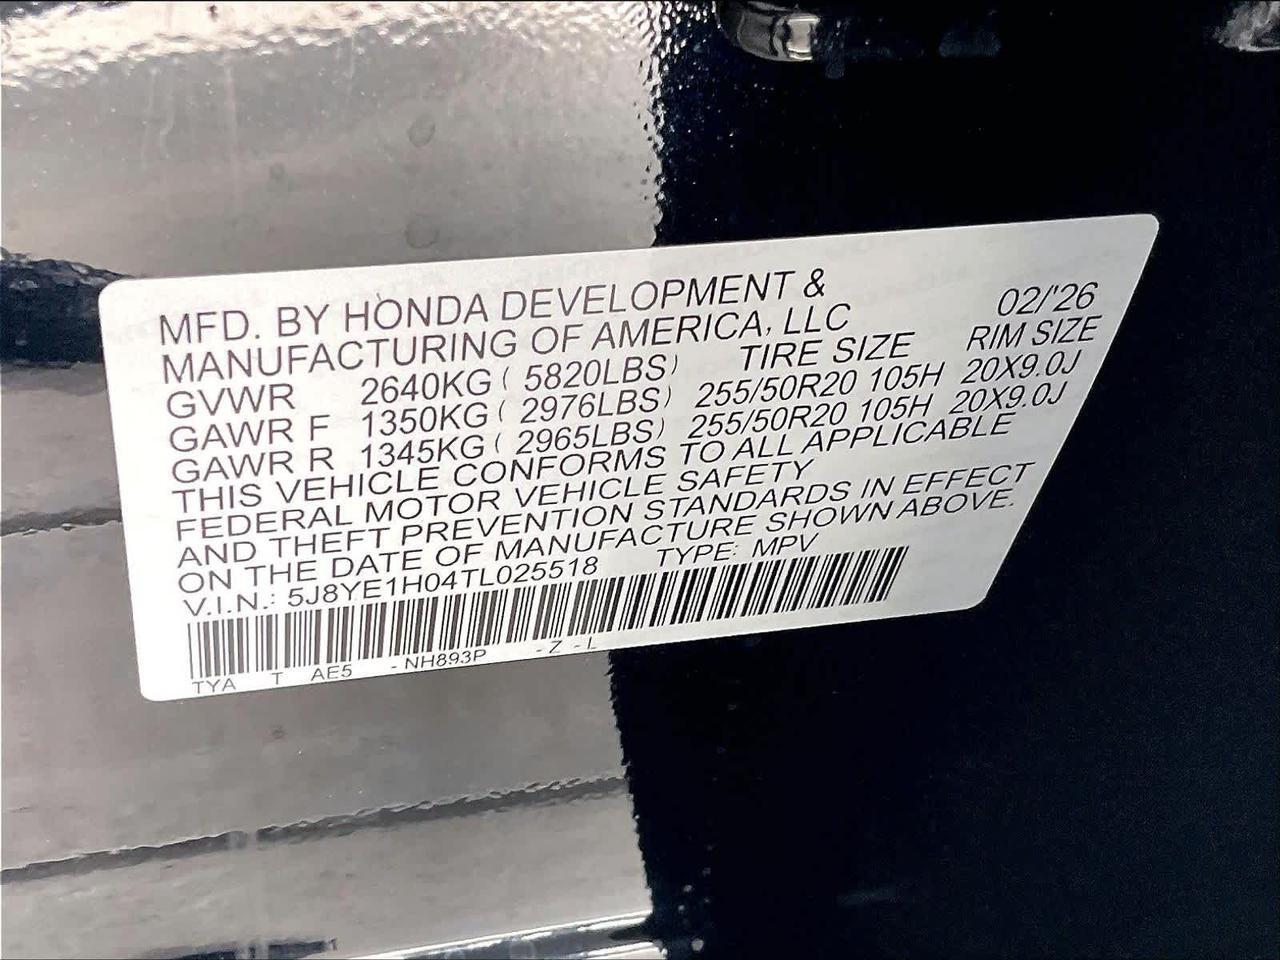 MFD. BY HONDA DEVELOPMENT &
MANUFACTURING OF AMERICA, LLC 02/'26
GVWR 2640KG ( 5820LBS) TIRE SIZE RIM SIZE
GAWR F 1350KG ( 2976LBS) 255/50R20 105H 20X9.0J
GAWR R 1345KG ( 2965LBS) 255/50R20 105H 20X9.0J
THIS VEHICLE CONFORMS TO ALL APPLICABLE
FEDERAL MOTOR VEHICLE SAFETY
AND THEFT PREVENTION STANDARDS IN EFFECT
ON THE DATE OF MANUFACTURE SHOWN ABOVE.
V.I.N.: 5J8YE1H04TL025518 TYPE: MPV
TYA T AE5 -NH893P -Z -L